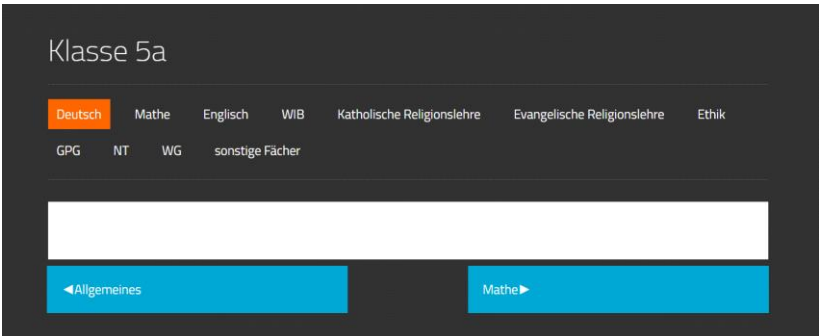 Klasse 5a
Deutsch Mathe Englisch WIB Katholische Religionslehre Evangelische Religionslehre Ethik
GPG NT WG sonstige Fächer
◄Allgemeines Mathe►